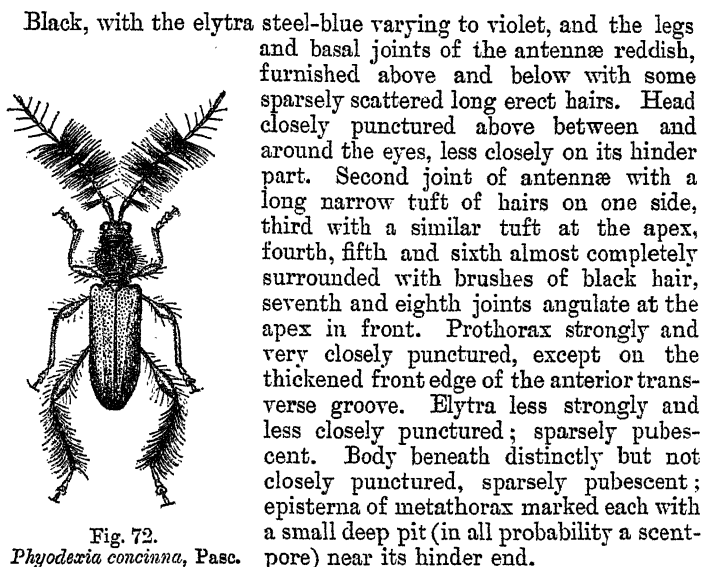 Black, with the elytra steel-blue varying to violet, and the legs
and basal joints of the antennæ reddish,
furnished above and below with some
sparsely scattered long erect hairs. Head
closely punctured above between and
around the eyes, less closely on its hinder
part. Second joint of antennæ with a
long narrow tuft of hairs on one side,
third with a similar tuft at the apex,
fourth, fifth and sixth almost completely
surrounded with brushes of black hair,
seventh and eighth joints angulate at the
apex in front. Prothorax strongly and
very closely punctured, except on the
thickened front edge of the anterior trans-
verse groove. Elytra less strongly and
less closely punctured; sparsely pubes-
cent. Body beneath distinctly but not
closely punctured, sparsely pubescent;
episterna of metathorax marked each with
a small deep pit (in all probability a scent-
pore) near its hinder end.
Fig. 72.
Phyodexia concinna, Pasc.